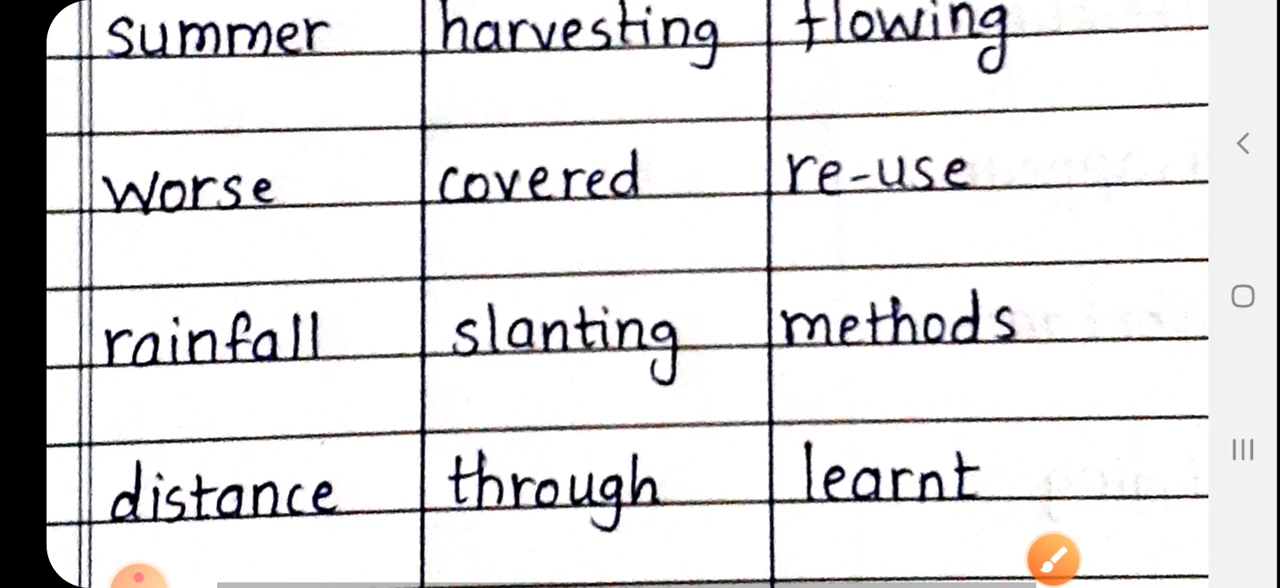 summer harvesting flowing
worse covered re-use
rainfall slanting methods
distance through learnt